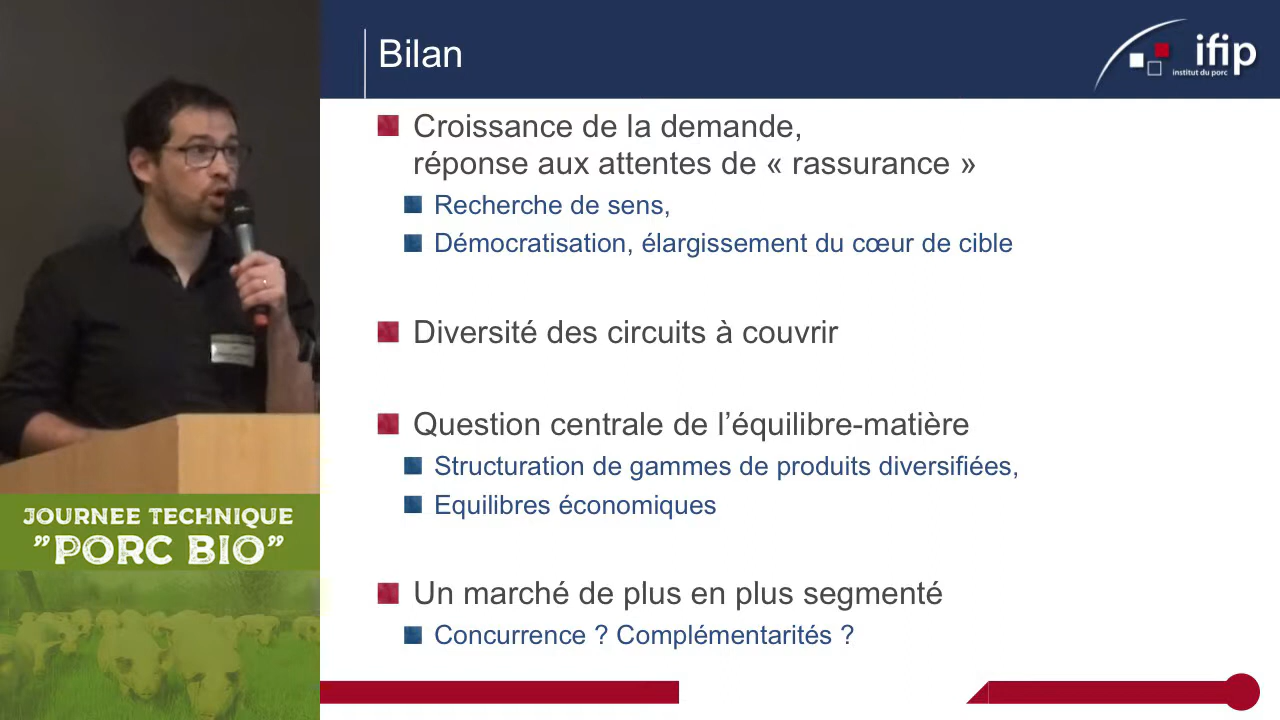 Bilan
ifip
institut du porc
Croissance de la demande,
réponse aux attentes de « rassurance »
Recherche de sens,
Démocratisation, élargissement du cœur de cible
Diversité des circuits à couvrir
Question centrale de l’équilibre-matière
Structuration de gammes de produits diversifiées,
Equilibres économiques
Un marché de plus en plus segmenté
Concurrence ? Complémentarités ?
JOURNEE TECHNIQUE
”PORC BIO”